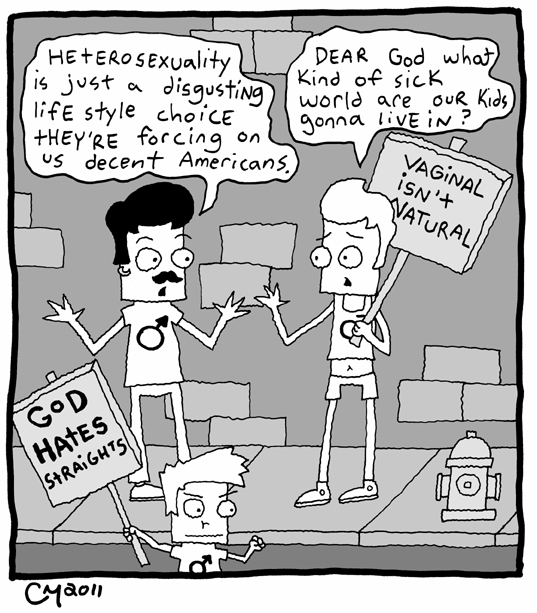 HETEROSEXUALITY
is just a disgusting
life style choice
THEY'RE forcing on
us decent Americans.
DEAR God what
Kind of sick
world are our Kids
gonna LIVE IN?
VAGINAL
isn't
NATURAL
GOD
HATES
STRAIGHTS
CM2011